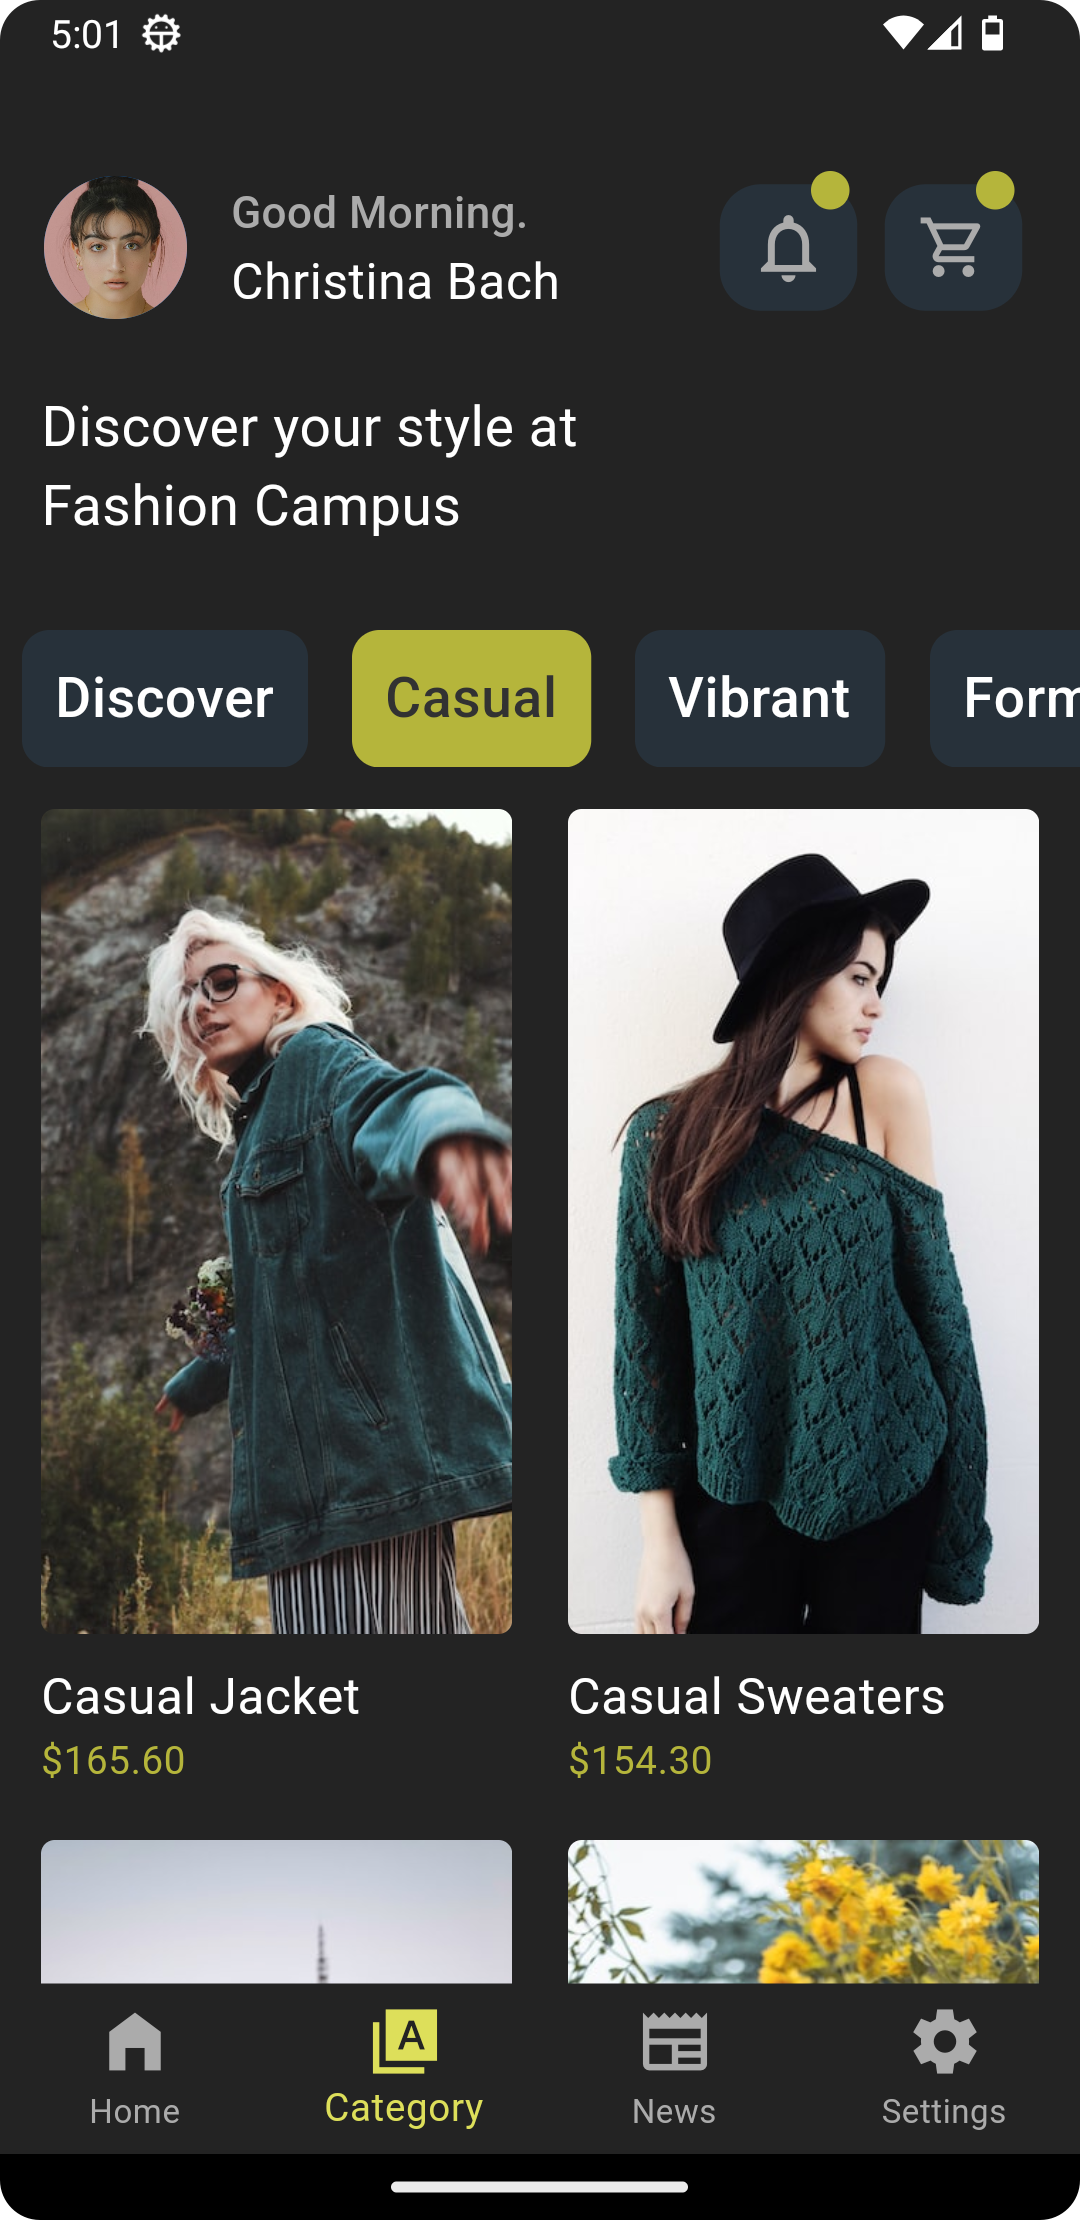 5:01
Good Morning.
Christina Bach
Discover your style at
Fashion Campus
Discover
Casual
Vibrant
Form
Casual Jacket
$165.60
Casual Sweaters
$154.30
A
Home
Category
News
Settings